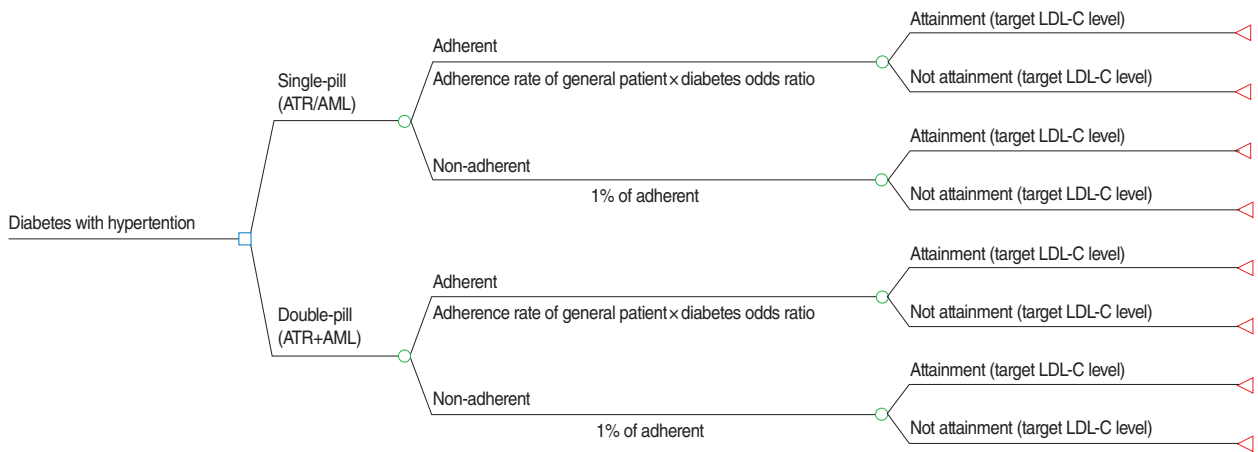 Attainment (target LDL-C level)
Adherent
Adherence rate of general patient×diabetes odds ratio
Not attainment (target LDL-C level)
Single-pill
(ATR/AML)
Attainment (target LDL-C level)
Non-adherent
1% of adherent
Not attainment (target LDL-C level)
Diabetes with hypertention
Attainment (target LDL-C level)
Adherent
Adherence rate of general patient×diabetes odds ratio
Not attainment (target LDL-C level)
Double-pill
(ATR+AML)
Attainment (target LDL-C level)
Non-adherent
1% of adherent
Not attainment (target LDL-C level)